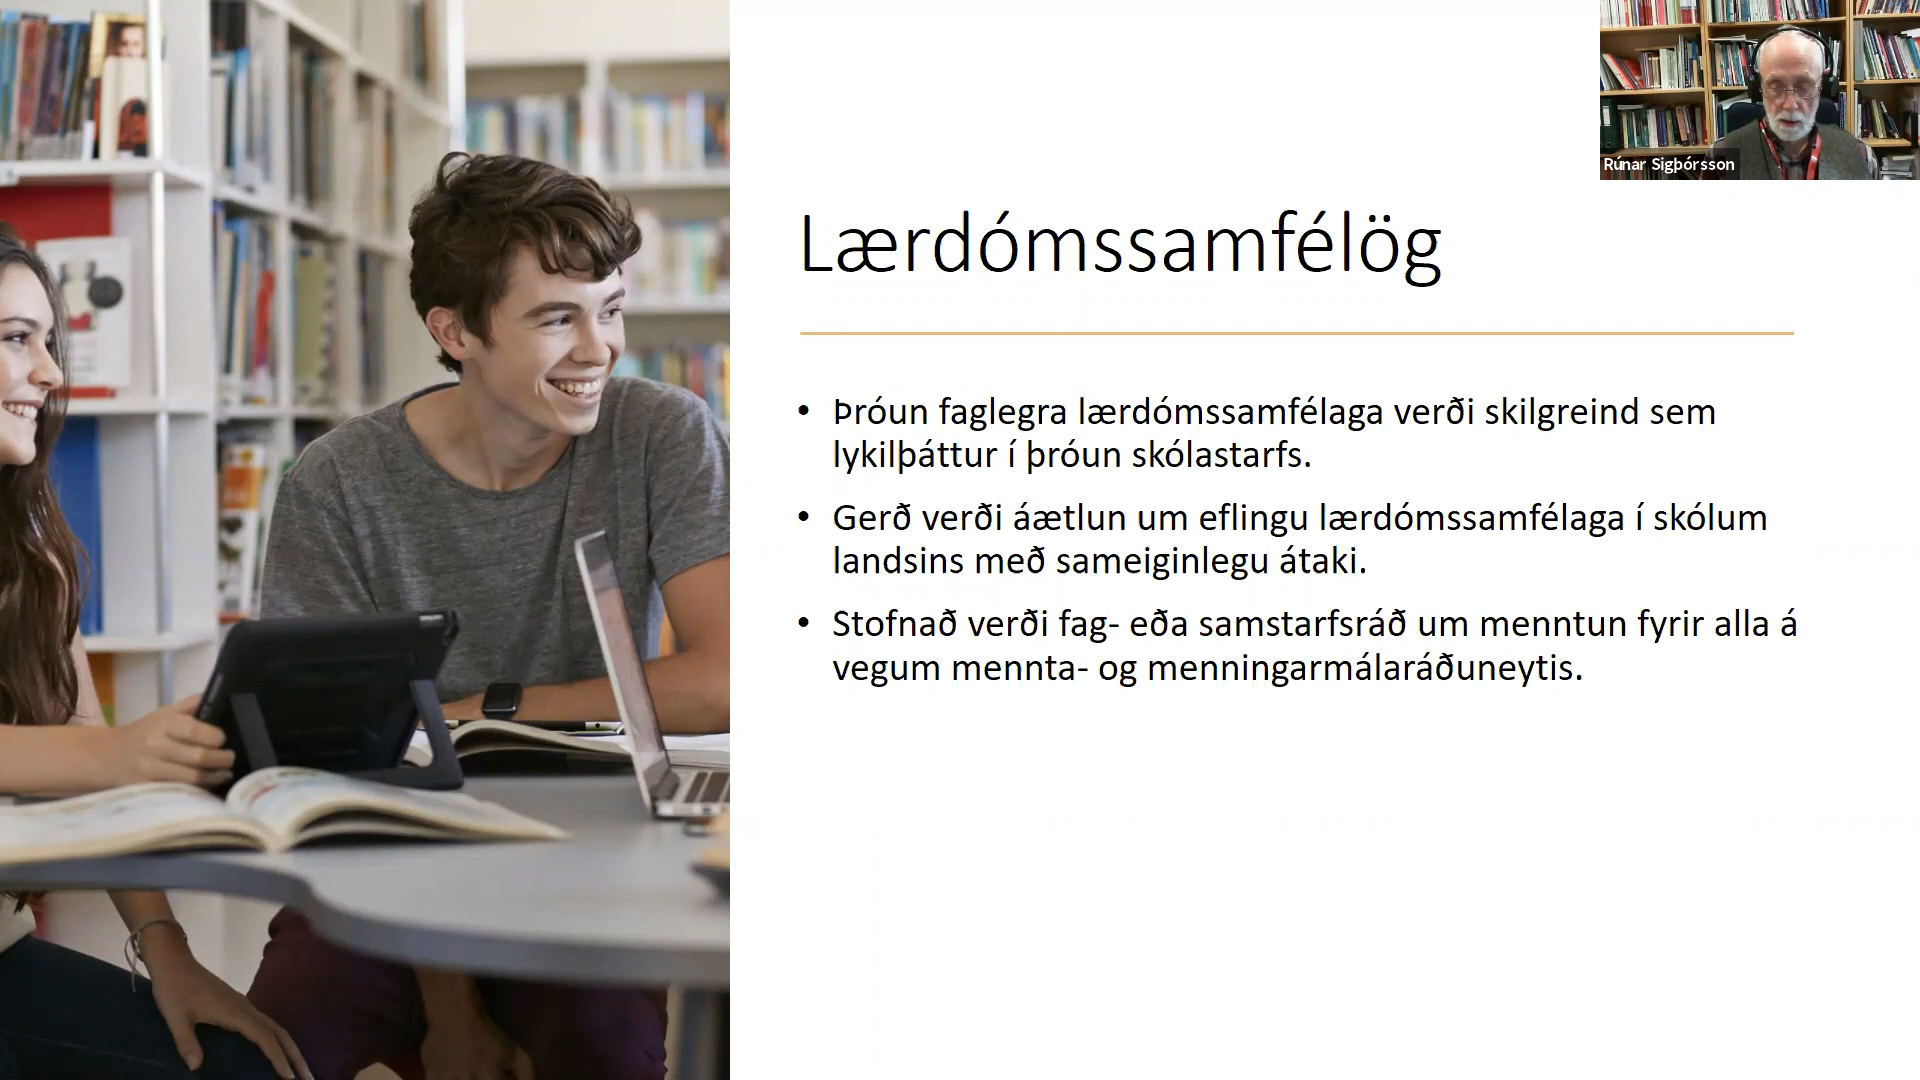 Rúnar Sigþórsson
Lærdómssamfélög
• Þróun faglegra lærdómssamfélaga verði skilgreind sem
lykilþáttur í þróun skólastarfs.
• Gerð verði áætlun um eflingu lærdómssamfélaga í skólum
landsins með sameiginlegu átaki.
• Stofnað verði fag- eða samstarfsráð um menntun fyrir alla á
vegum mennta- og menningarmálaráðuneytis.